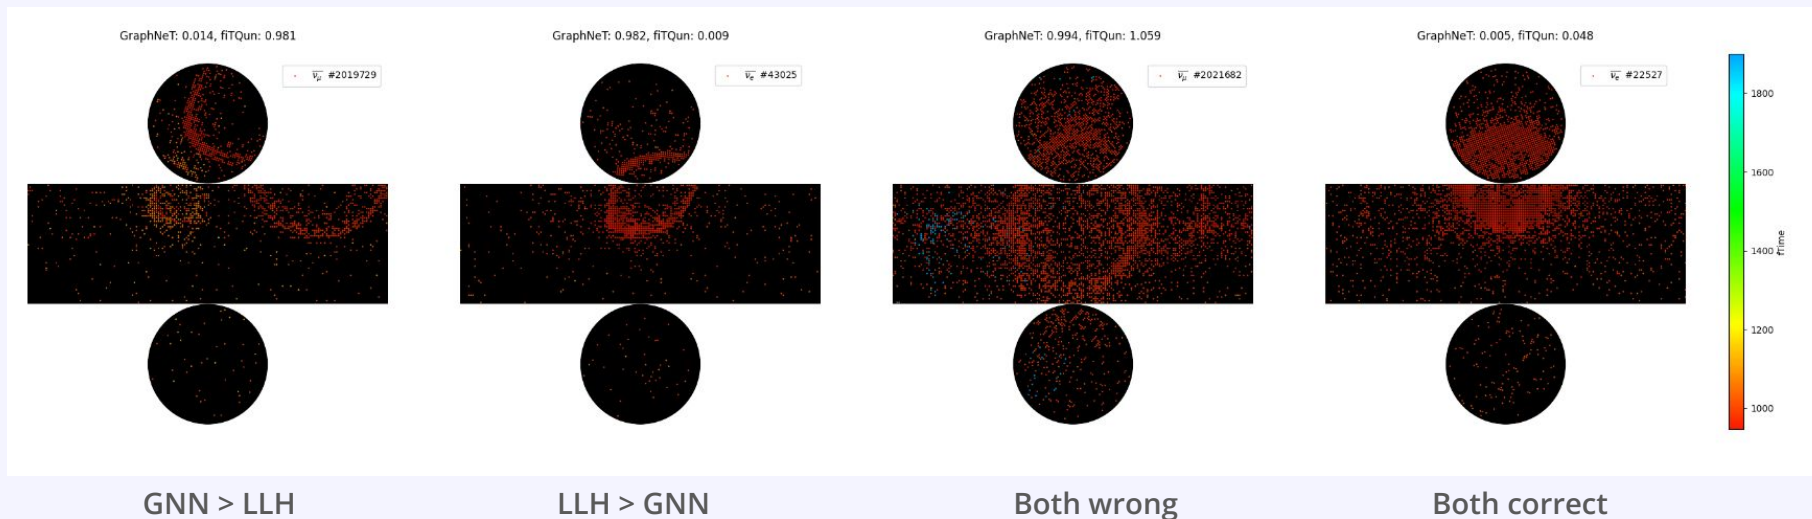 GraphNeT: 0.014, fiTQun: 0.981
ν̅μ #2019729
GraphNeT: 0.982, fiTQun: 0.009
ν̅e #43025
GraphNeT: 0.994, fiTQun: 1.059
ν̅μ #2021682
GraphNeT: 0.005, fiTQun: 0.048
ν̅e #22527
1800
1600
1400
1200
1000
fTime
GNN > LLH
LLH > GNN
Both wrong
Both correct